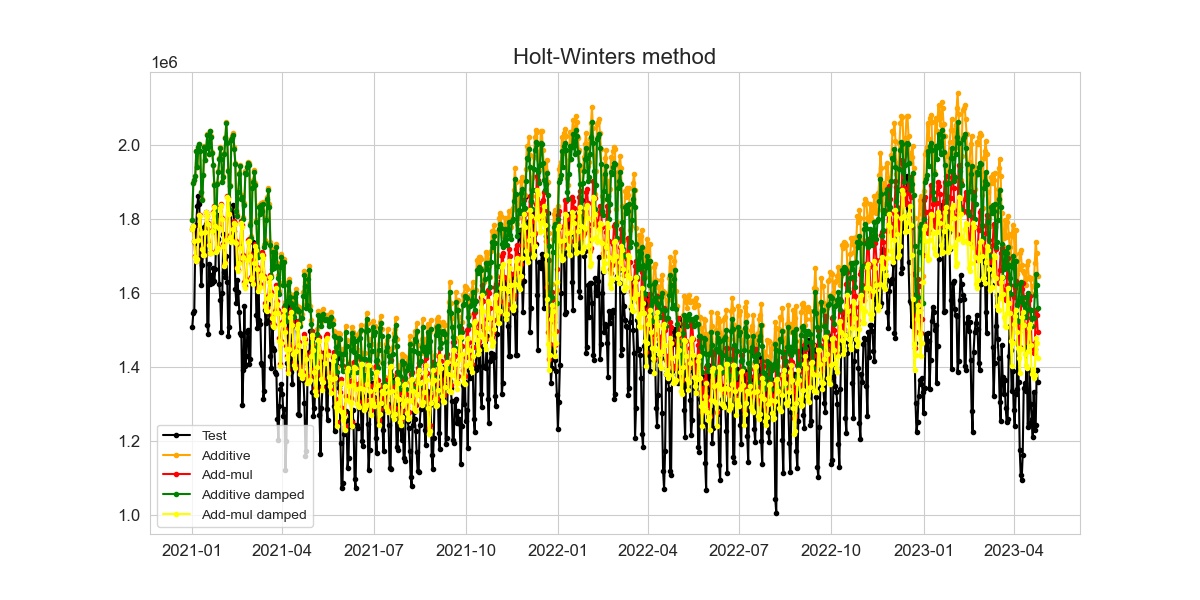 Holt-Winters method
1e6
2.0
1.8
1.6
1.4
1.2
1.0
Test
Additive
Add-mul
Additive damped
Add-mul damped
2021-01 2021-04 2021-07 2021-10 2022-01 2022-04 2022-07 2022-10 2023-01 2023-04